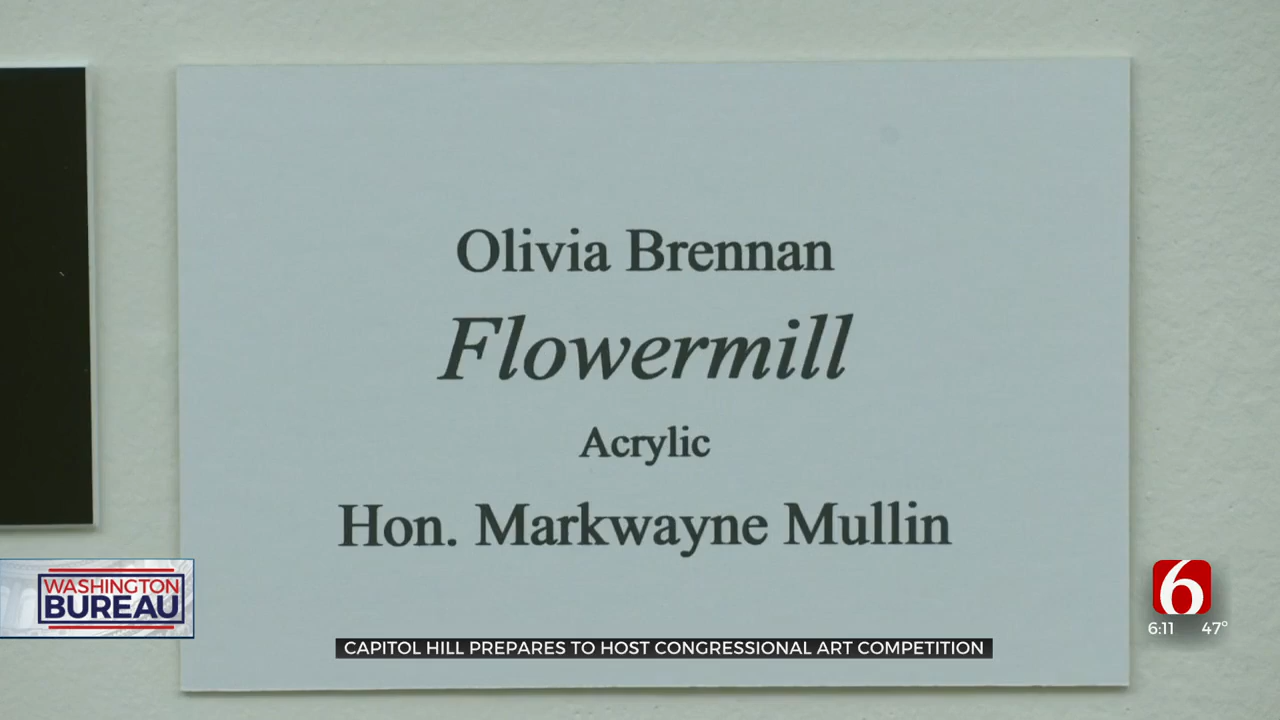 Olivia Brennan
Flowermill
Acrylic
Hon. Markwayne Mullin
WASHINGTON
BUREAU
6
6:11 47°
CAPITOL HILL PREPARES TO HOST CONGRESSIONAL ART COMPETITION